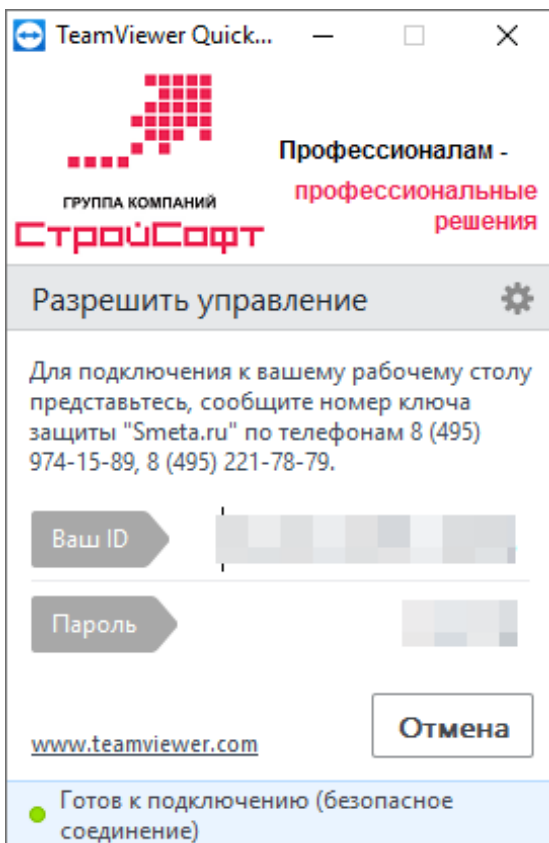 TeamViewer Quick...
Профессионалам -
профессиональные
решения
ГРУППА КОМПАНИЙ
СтройСофт
Разрешить управление
Для подключения к вашему рабочему столу
представьтесь, сообщите номер ключа
защиты "Smeta.ru" по телефонам 8 (495)
974-15-89, 8 (495) 221-78-79.
Ваш ID
Пароль
www.teamviewer.com
Отмена
Готов к подключению (безопасное
соединение)